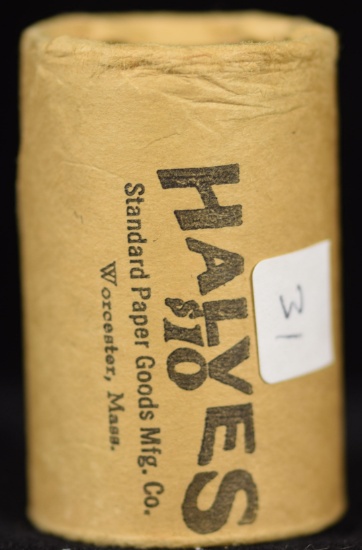 HALVES
$10
Standard Paper Goods Mfg. Co.
Worcester, Mass.
31